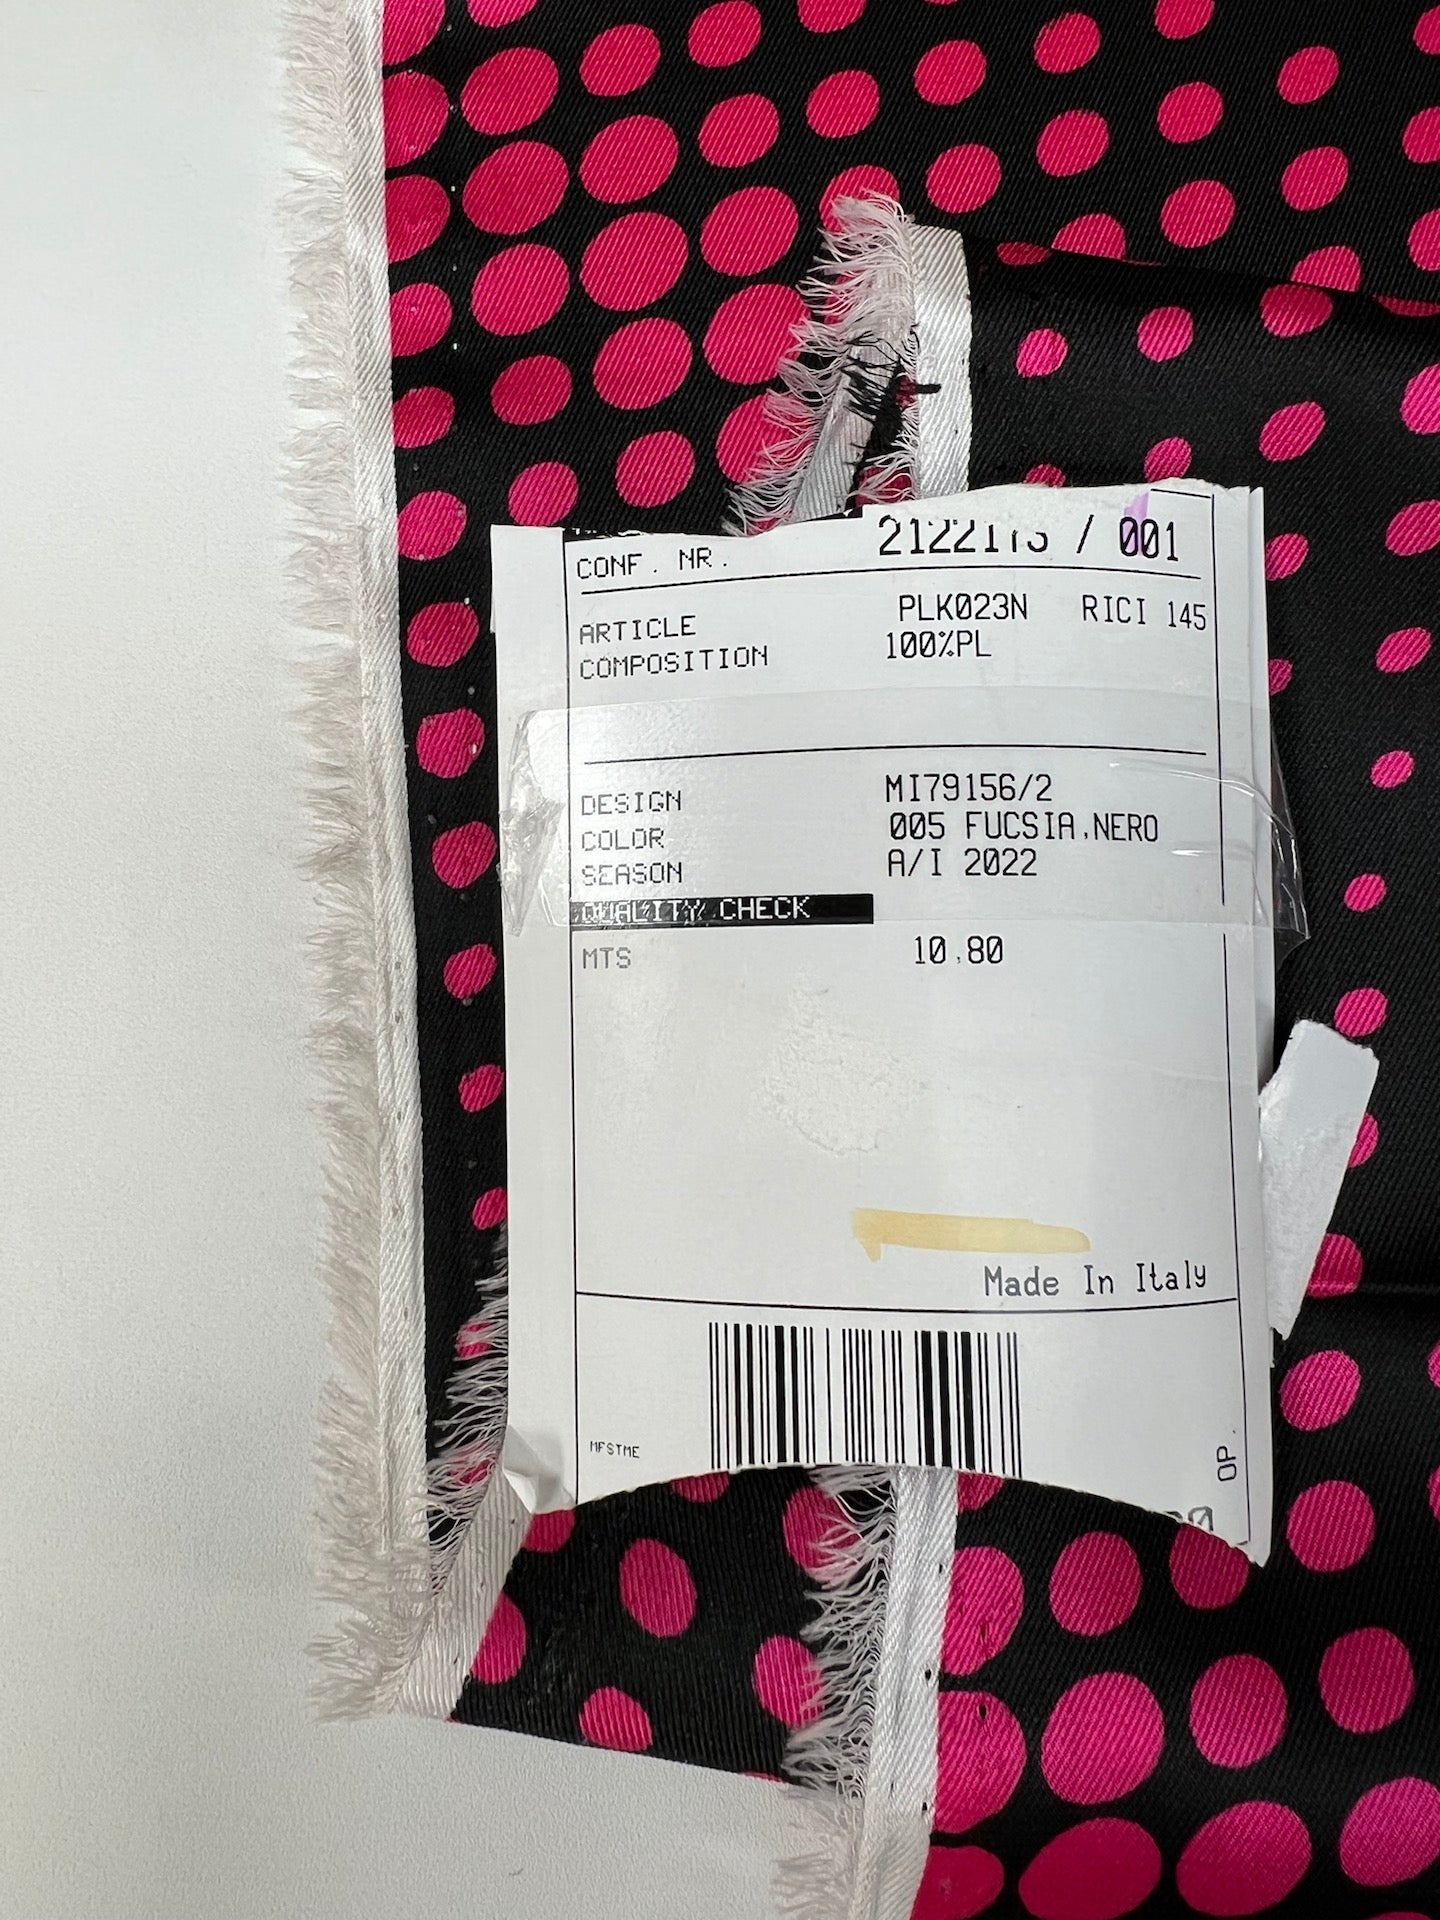 CONF. NR. / 001
ARTICLE PLK023N RICI 145
COMPOSITION 100%PL
DESIGN MI79156/2
COLOR 005 FUCSIA,NERO
SEASON A/I 2022
QUALITY CHECK
MTS 10,80
Made In Italy
MFSTME
OP.